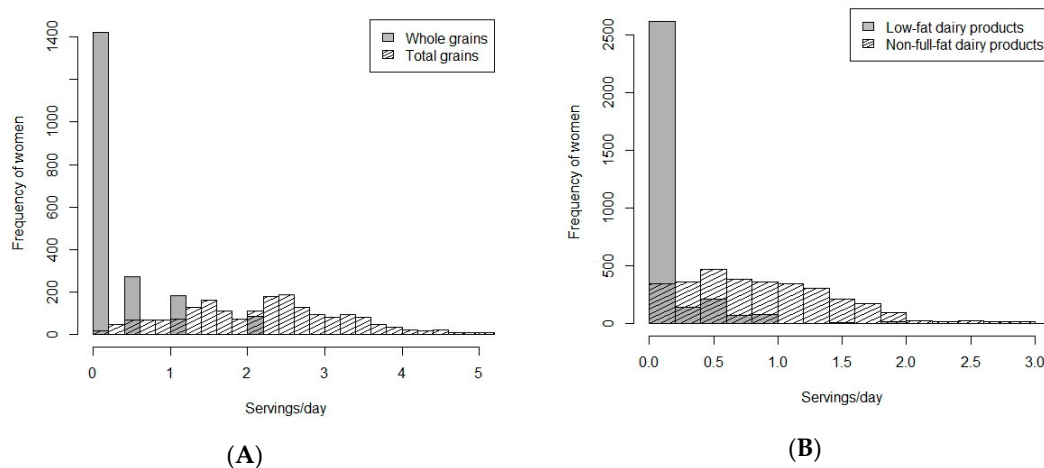 Whole grains
Total grains
Frequency of women
0 200 400 600 800 1000 1400
0 1 2 3 4 5
Servings/day
(A)
Low-fat dairy products
Non-full-fat dairy products
Frequency of women
0 500 1000 1500 2000 2500
0.0 0.5 1.0 1.5 2.0 2.5 3.0
Servings/day
(B)